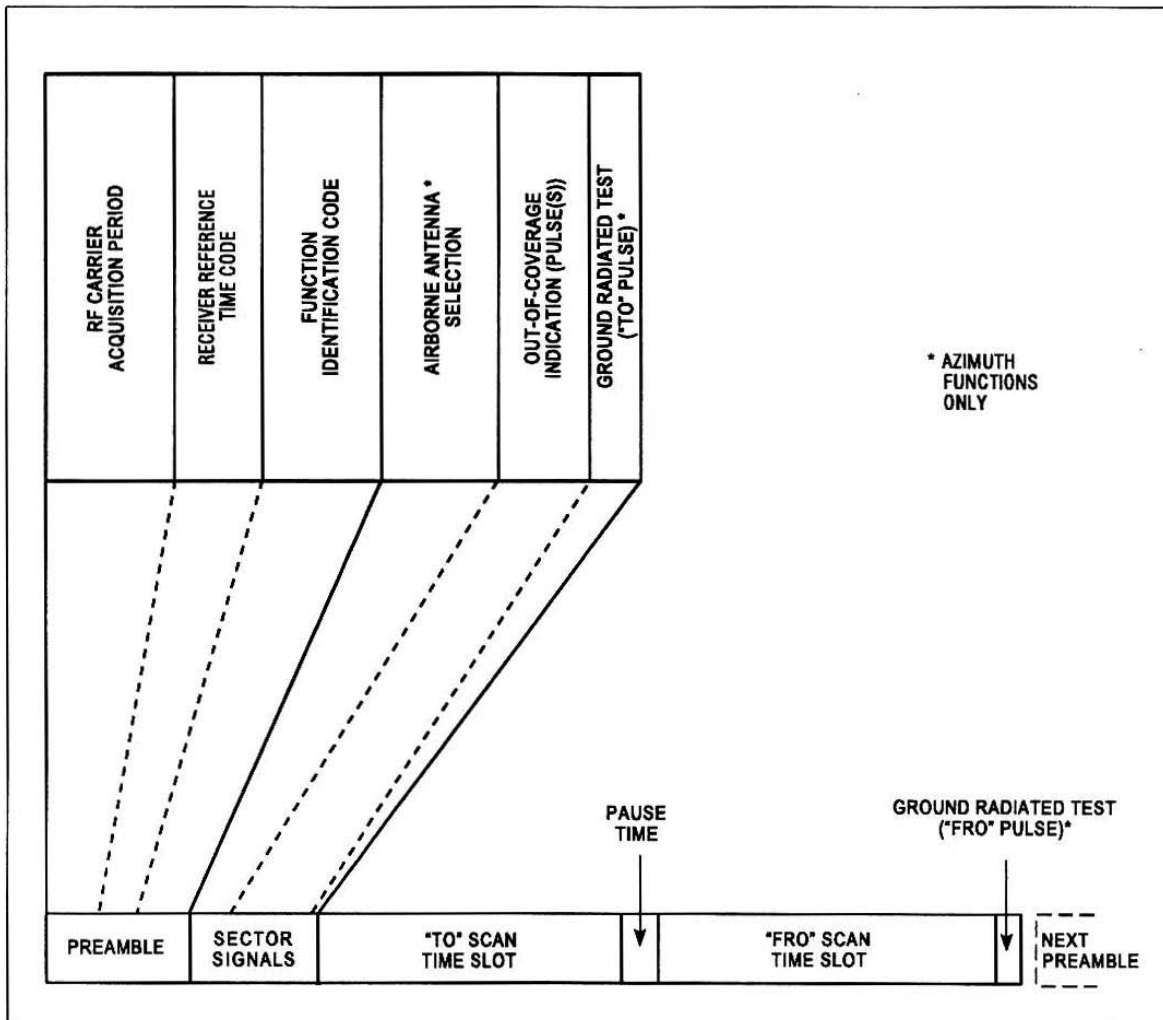 RF CARRIER
ACQUISITION PERIOD
RECEIVER REFERENCE
TIME CODE
FUNCTION
IDENTIFICATION CODE
AIRBORNE ANTENNA *
SELECTION
OUT-OF-COVERAGE
INDICATION (PULSE(S))
GROUND RADIATED TEST
("TO" PULSE) *
* AZIMUTH
FUNCTIONS
ONLY
PAUSE
TIME
GROUND RADIATED TEST
("FRO" PULSE)*
PREAMBLE
SECTOR
SIGNALS
"TO" SCAN
TIME SLOT
"FRO" SCAN
TIME SLOT
NEXT
PREAMBLE